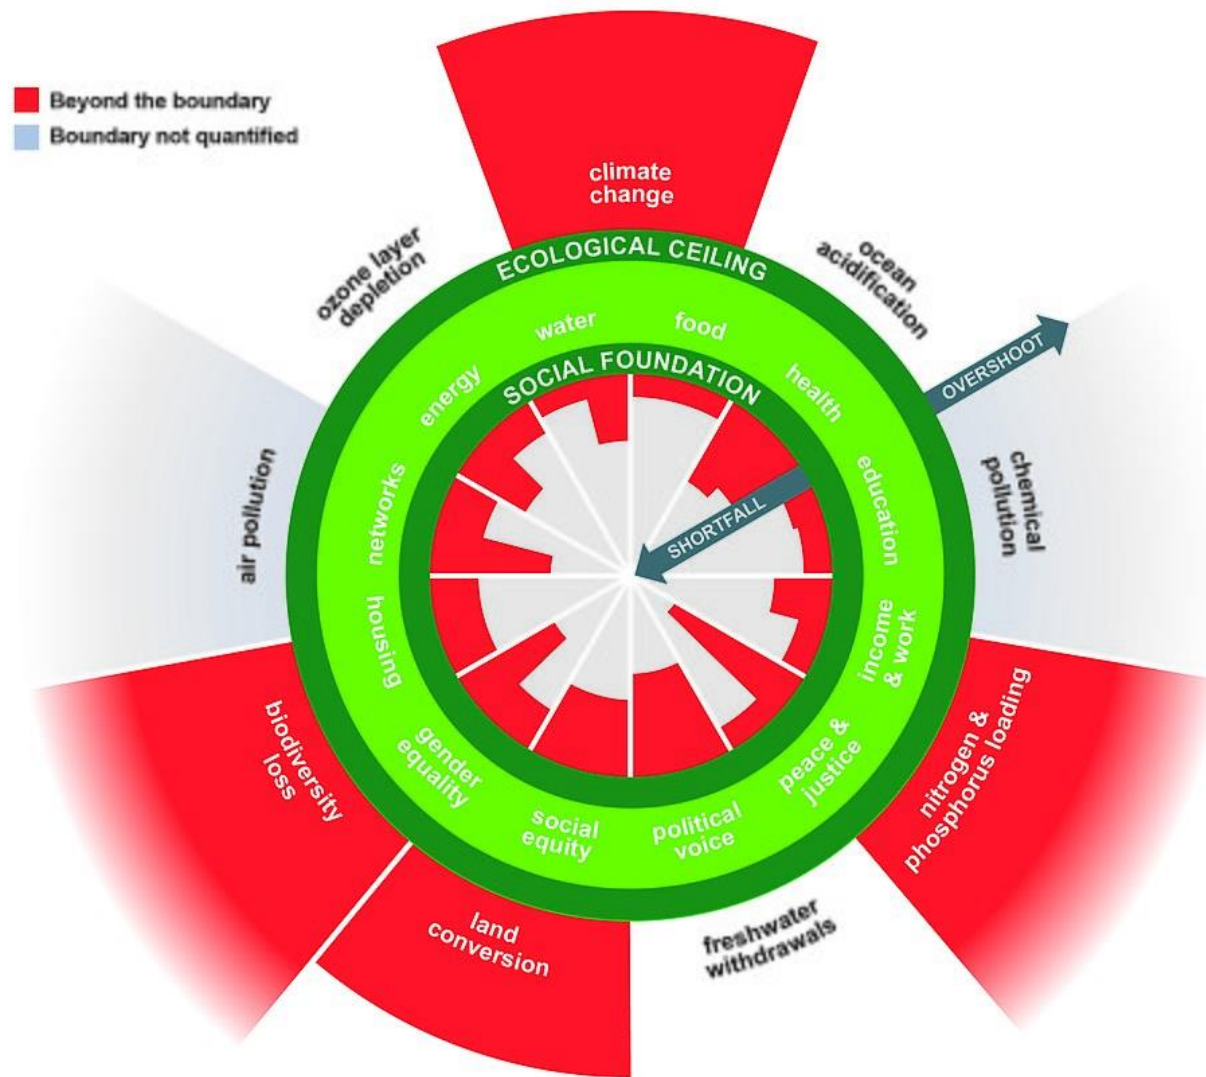 Beyond the boundary
Boundary not quantified
climate
change
ozone layer
depletion
ECOLOGICAL CEILING
ocean
acidification
water
food
energy
SOCIAL FOUNDATION
health
OVERSHOOT
networks
education
air pollution
SHORTFALL
chemical
pollution
housing
income
& work
biodiversity
loss
gender
equality
peace &
justice
nitrogen &
phosphorus loading
social
equity
political
voice
land
conversion
freshwater
withdrawals